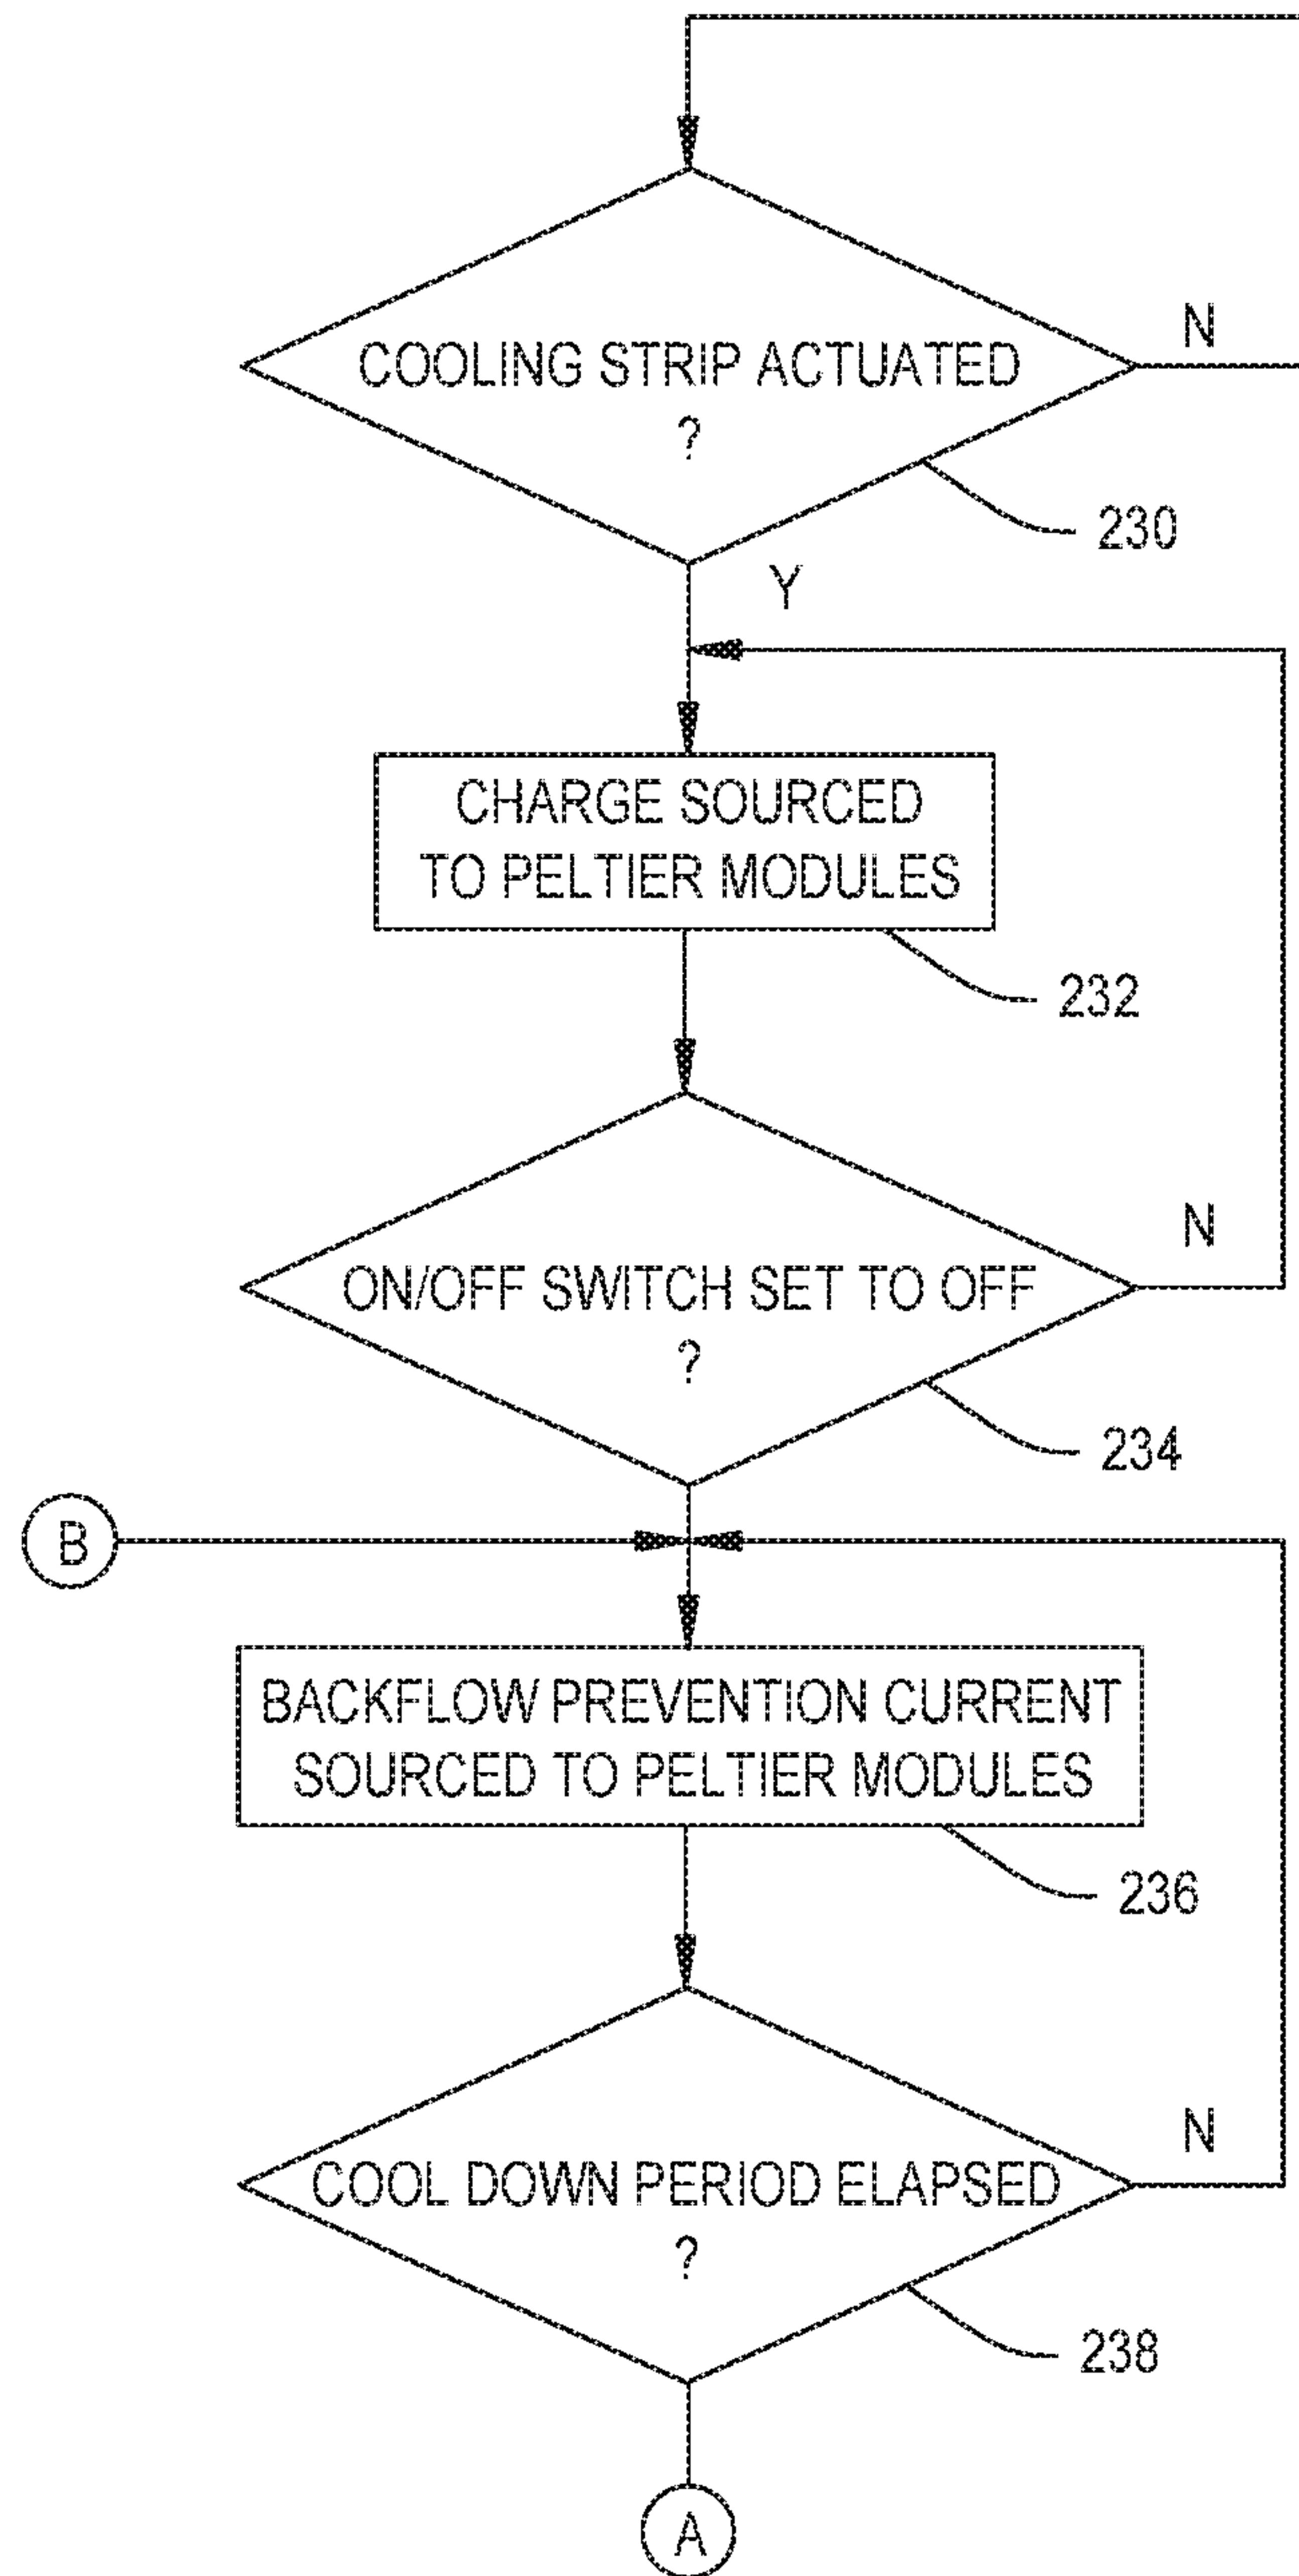 COOLING STRIP ACTUATED
?
N
230
Y
CHARGE SOURCED
TO PELTIER MODULES
232
ON/OFF SWITCH SET TO OFF
?
N
234
B
BACKFLOW PREVENTION CURRENT
SOURCED TO PELTIER MODULES
236
COOL DOWN PERIOD ELAPSED
?
N
238
A